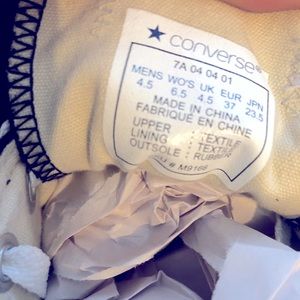 converse®
7A 04 04 01
MENS WO'S UK EUR JPN
4.5 6.5 4.5 37 23.5
MADE IN CHINA
FABRIQUÉ EN CHINE
UPPER : TEXTILE
LINING : TEXTILE
OUTSOLE : RUBBER
# M9166